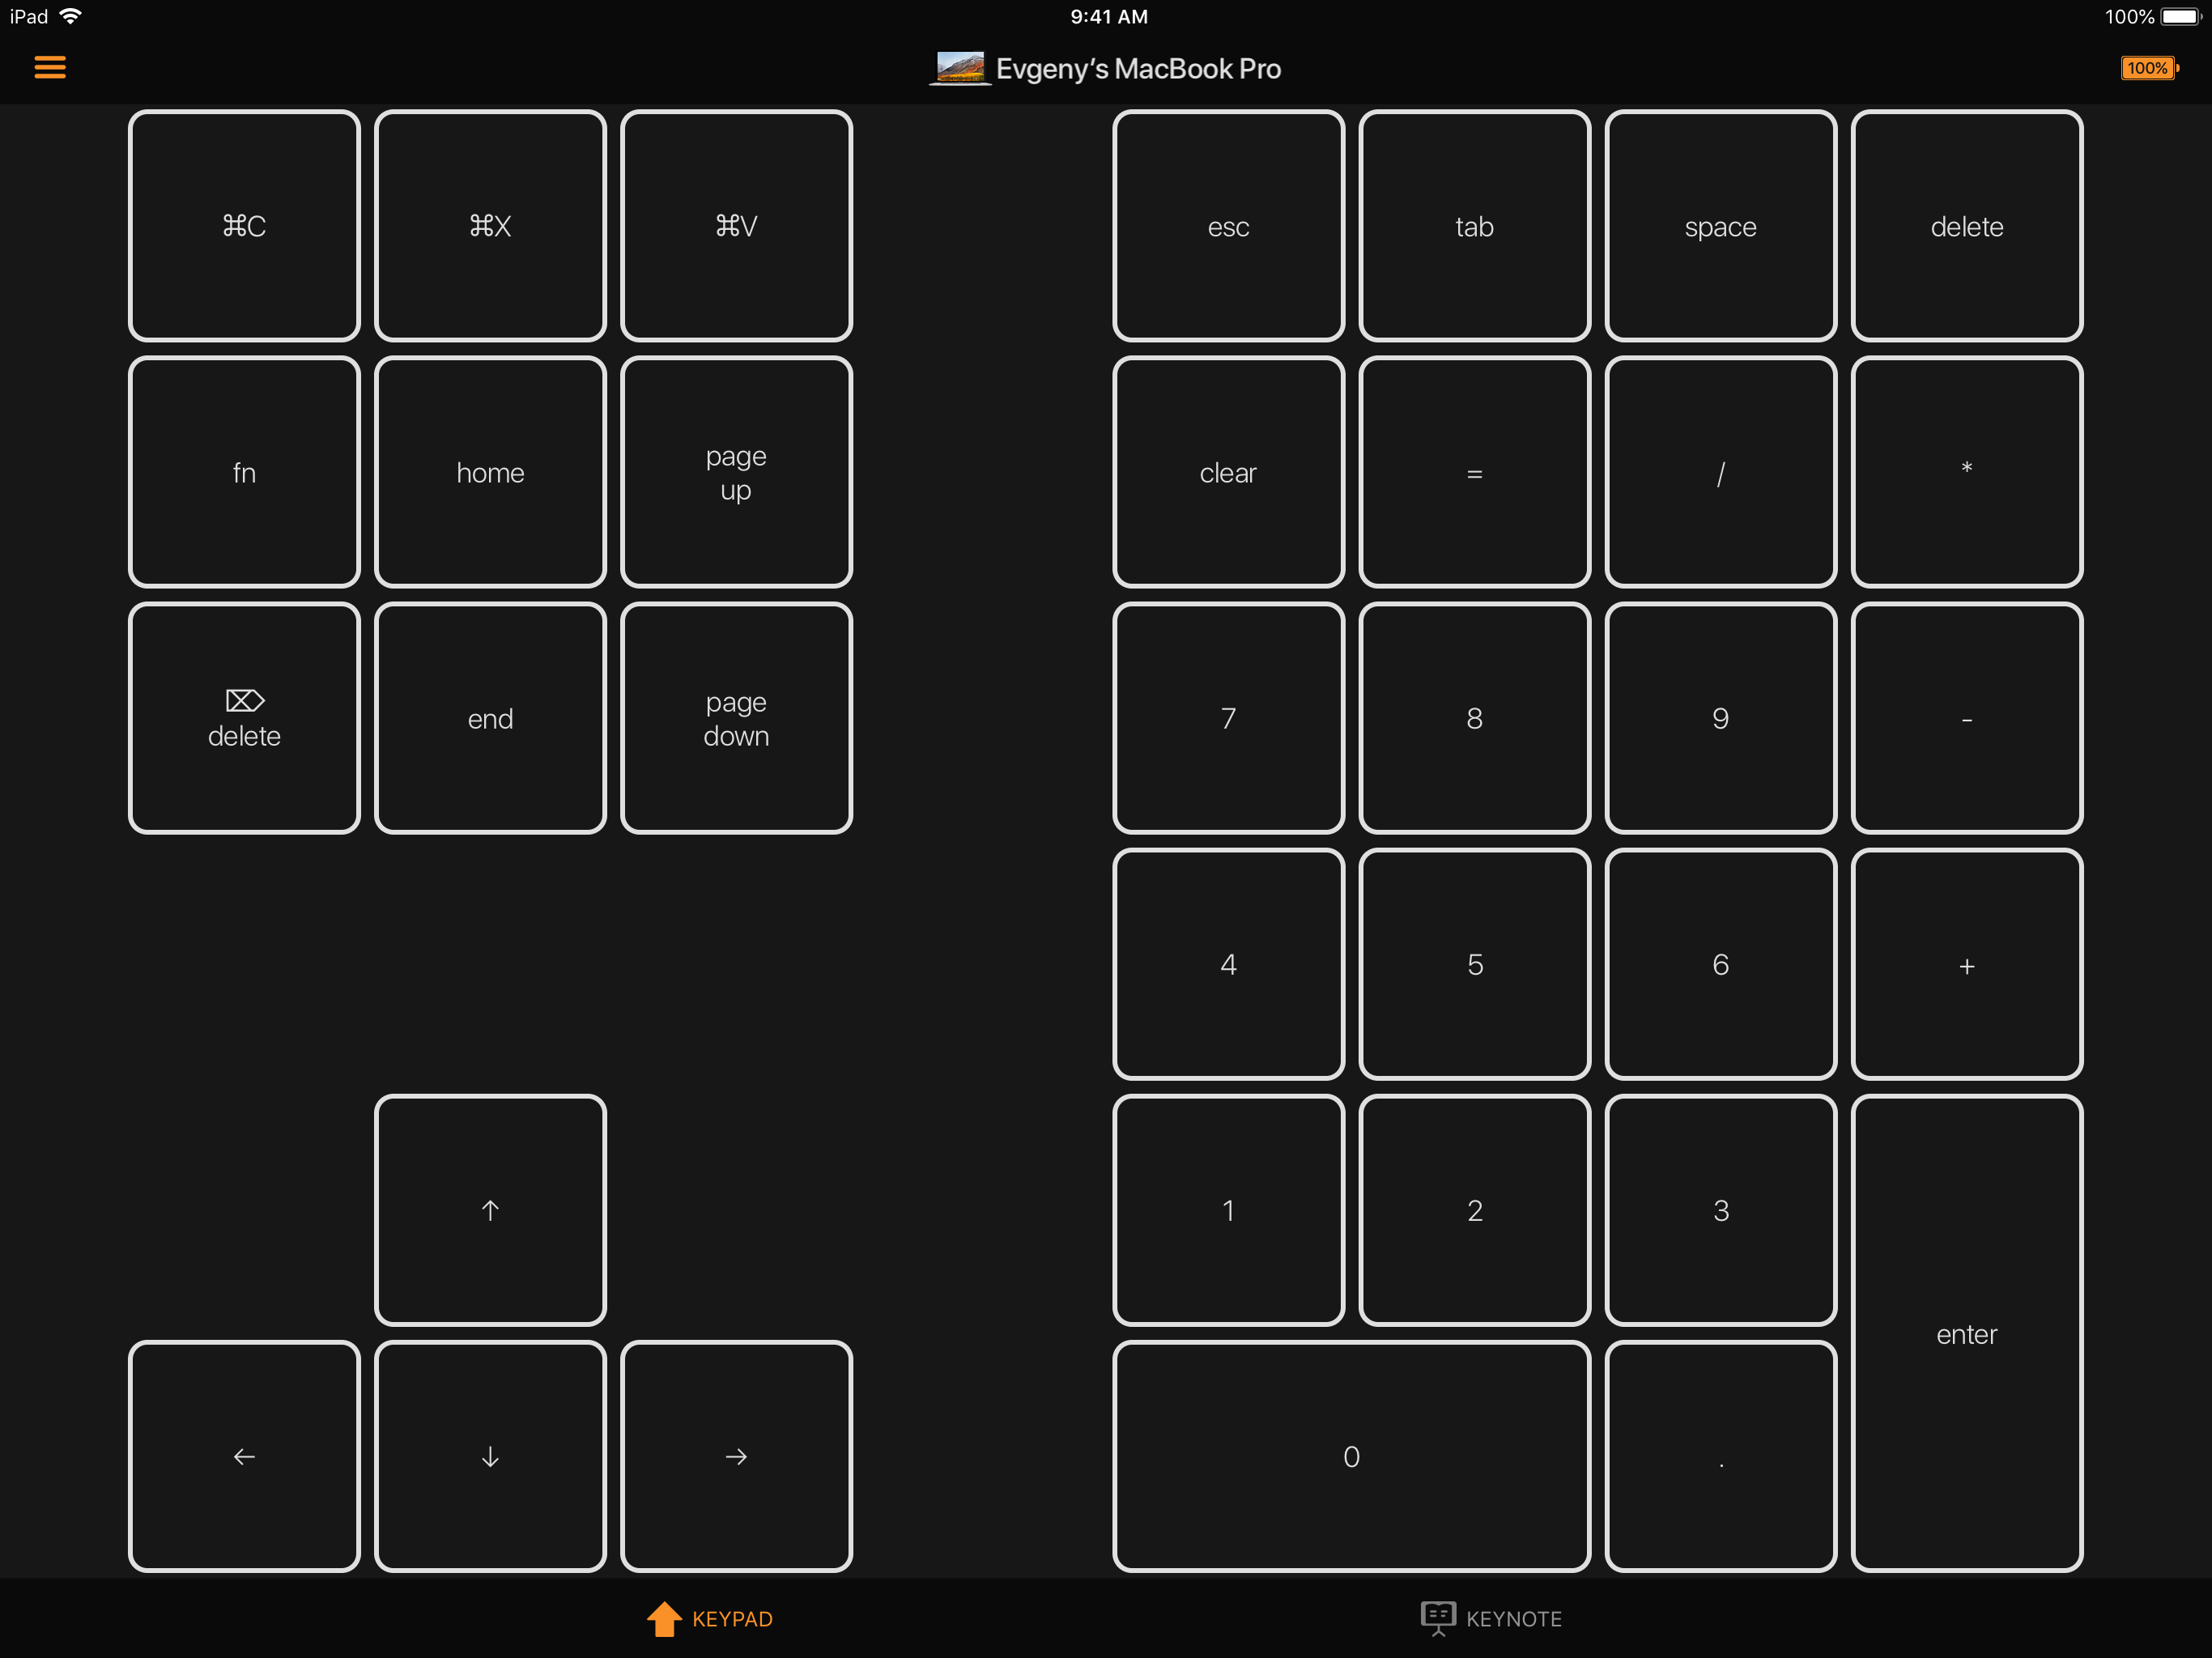 iPad
9:41 AM
100%
Evgeny’s MacBook Pro
100%
⌘C
⌘X
⌘V
esc
tab
space
delete
fn
home
page
up
clear
=
/
*
⌦
delete
end
page
down
7
8
9
-
4
5
6
+
↑
1
2
3
enter
←
↓
→
0
.
KEYPAD
KEYNOTE